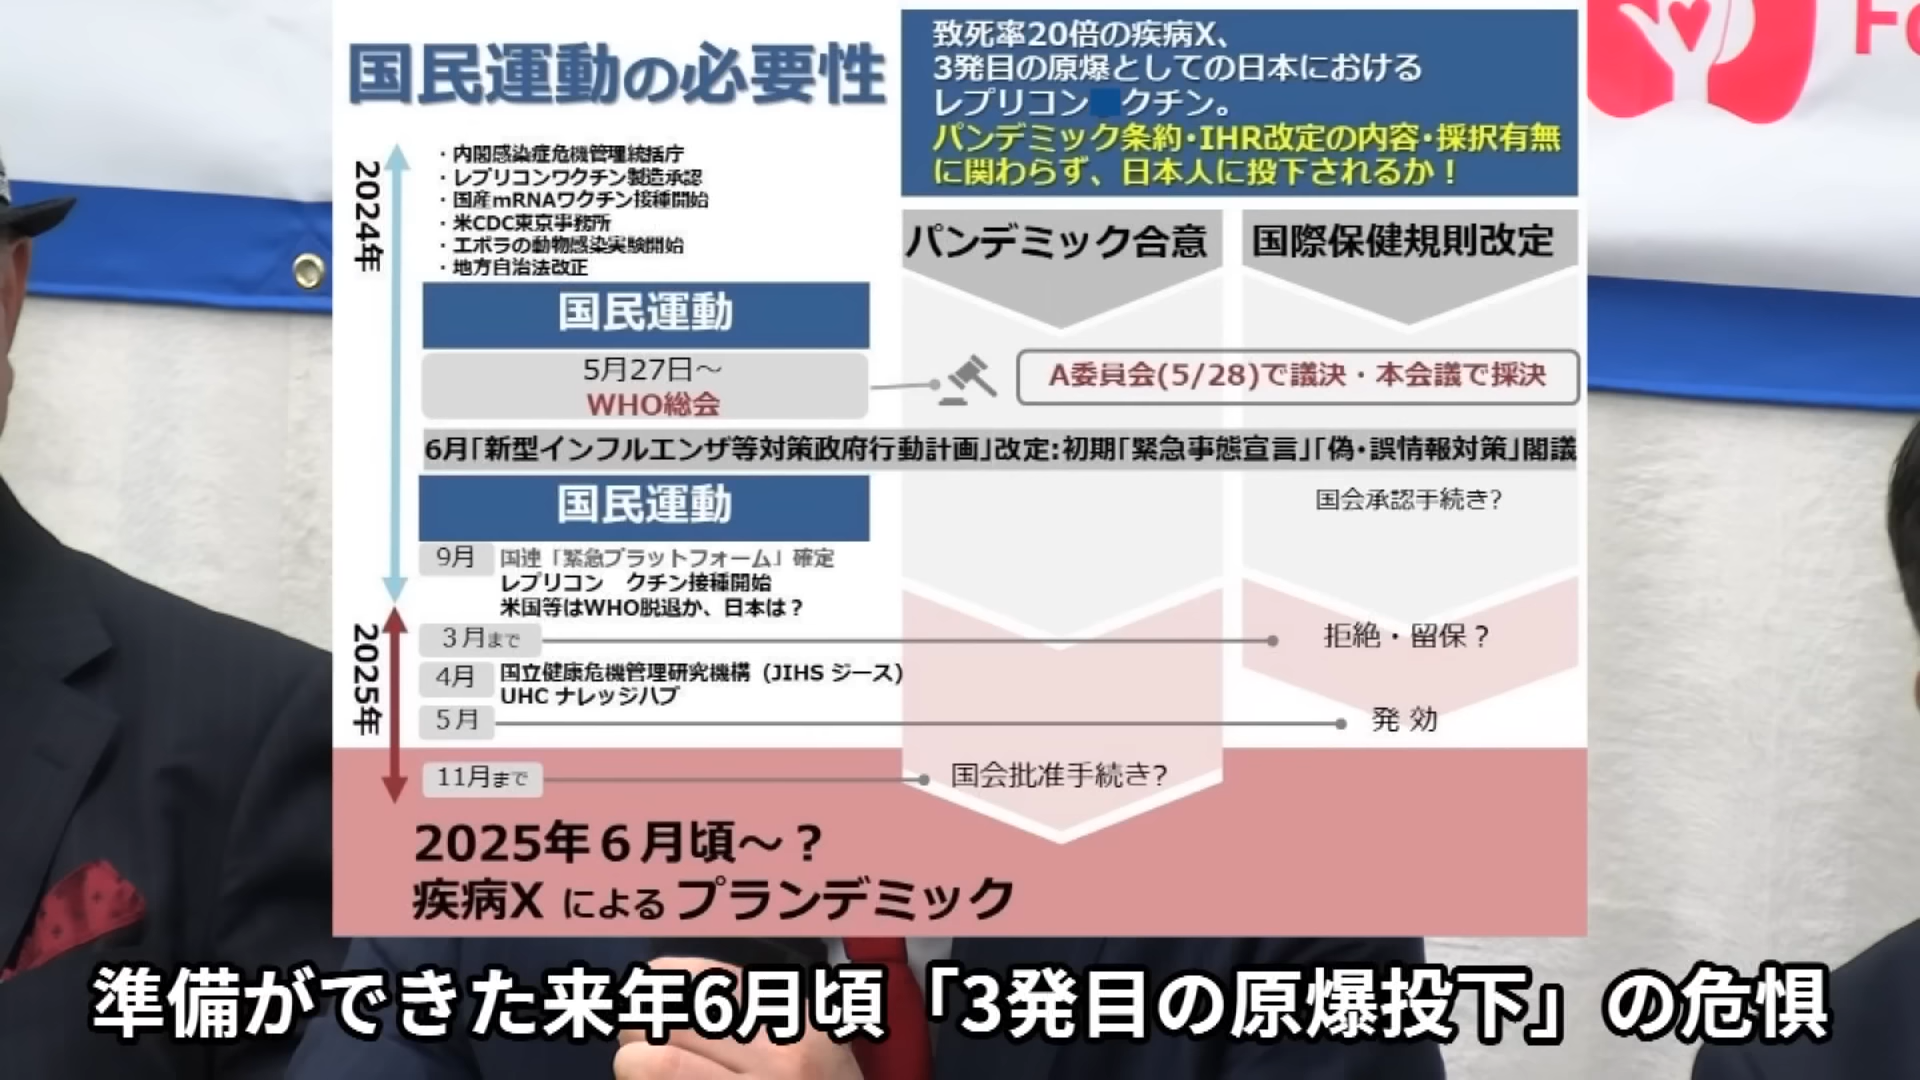 国民運動の必要性
致死率20倍の疾病X、
3発目の原爆としての日本における
レプリコン クチン。
パンデミック条約・IHR改定の内容・採択有無
に関わらず、日本人に投下されるか！
Fo
2024年
・内閣感染症危機管理統括庁
・レプリコンワクチン製造承認
・国産mRNAワクチン接種開始
・米CDC東京事務所
・エボラの動物感染実験開始
・地方自治法改正
パンデミック合意
国際保健規則改定
国民運動
5月27日～
WHO総会
A委員会(5/28)で議決・本会議で採決
6月｢新型インフルエンザ等対策政府行動計画｣改定:初期｢緊急事態宣言｣｢偽・誤情報対策｣閣議
国民運動
国会承認手続き?
9月 国連「緊急プラットフォーム」確定
レプリコン クチン接種開始
米国等はWHO脱退か、日本は？
2025年
3月まで
拒絶・留保？
4月 国立健康危機管理研究機構（JIHS ジース）
UHC ナレッジハブ
5月
発 効
11月まで
国会批准手続き?
2025年６月頃～？
疾病X による プランデミック
準備ができた来年6月頃「3発目の原爆投下」の危惧